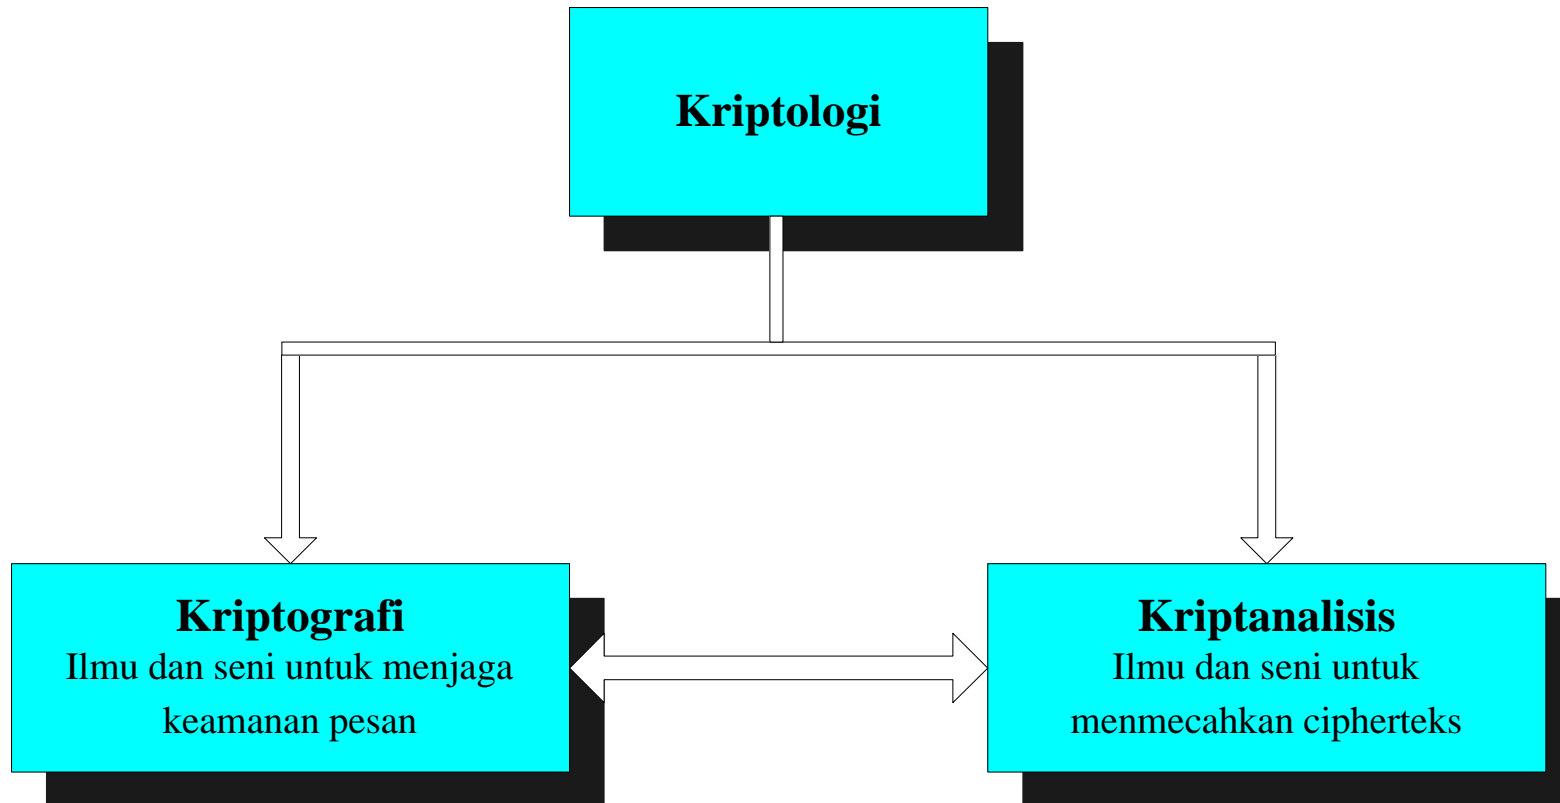 Kriptologi
Kriptografi
Ilmu dan seni untuk menjaga
keamanan pesan
Kriptanalisis
Ilmu dan seni untuk
menmecahkan cipherteks